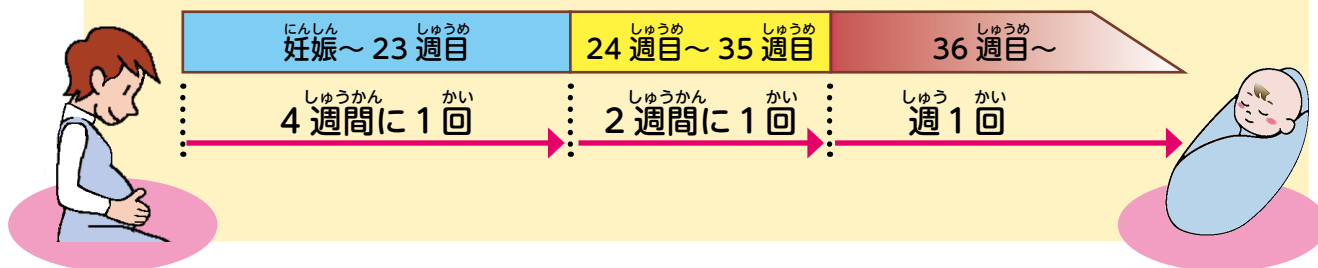 にんしん しゅうめ
妊娠～ 23 週目
しゅうめ しゅうめ
24 週目～ 35 週目
しゅうめ
36 週目～
しゅうかん かい
4 週間に 1 回
しゅうかん かい
2 週間に 1 回
しゅう かい
週 1 回